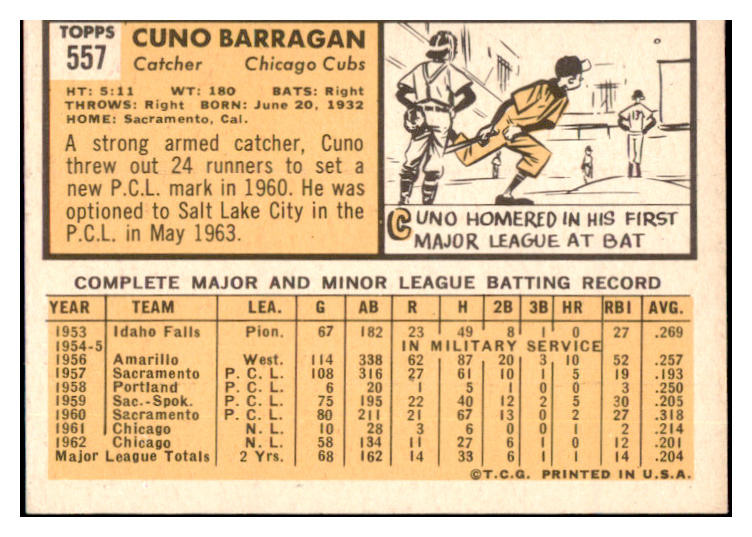 TOPPS
557
CUNO BARRAGAN
Catcher Chicago Cubs
HT: 5:11 WT: 180 BATS: Right
THROWS: Right BORN: June 20, 1932
HOME: Sacramento, Cal.
A strong armed catcher, Cuno
threw out 24 runners to set a
new P.C.L. mark in 1960. He was
optioned to Salt Lake City in the
P.C.L. in May 1963.
13
CUNO HOMERED IN HIS FIRST
MAJOR LEAGUE AT BAT
COMPLETE MAJOR AND MINOR LEAGUE BATTING RECORD
YEAR TEAM LEA. G AB R H 2B 3B HR RBI AVG.
1953 Idaho Falls Pion. 67 182 23 49 8 1 0 27 .269
1954-5 IN MILITARY SERVICE
1956 Amarillo West. 114 338 62 87 20 3 10 52 .257
1957 Sacramento P. C. L. 108 316 27 61 10 1 5 19 .193
1958 Portland P. C. L. 6 20 1 5 1 0 0 3 .250
1959 Sac.-Spok. P. C. L. 75 195 22 40 12 2 5 30 .205
1960 Sacramento P. C. L. 80 211 21 67 13 0 2 27 .318
1961 Chicago N. L. 10 28 3 6 0 0 1 2 .214
1962 Chicago N. L. 58 134 11 27 6 1 0 12 .201
Major League Totals 2 Yrs. 68 162 14 33 6 1 1 14 .204
©T.C.G. PRINTED IN U.S.A.